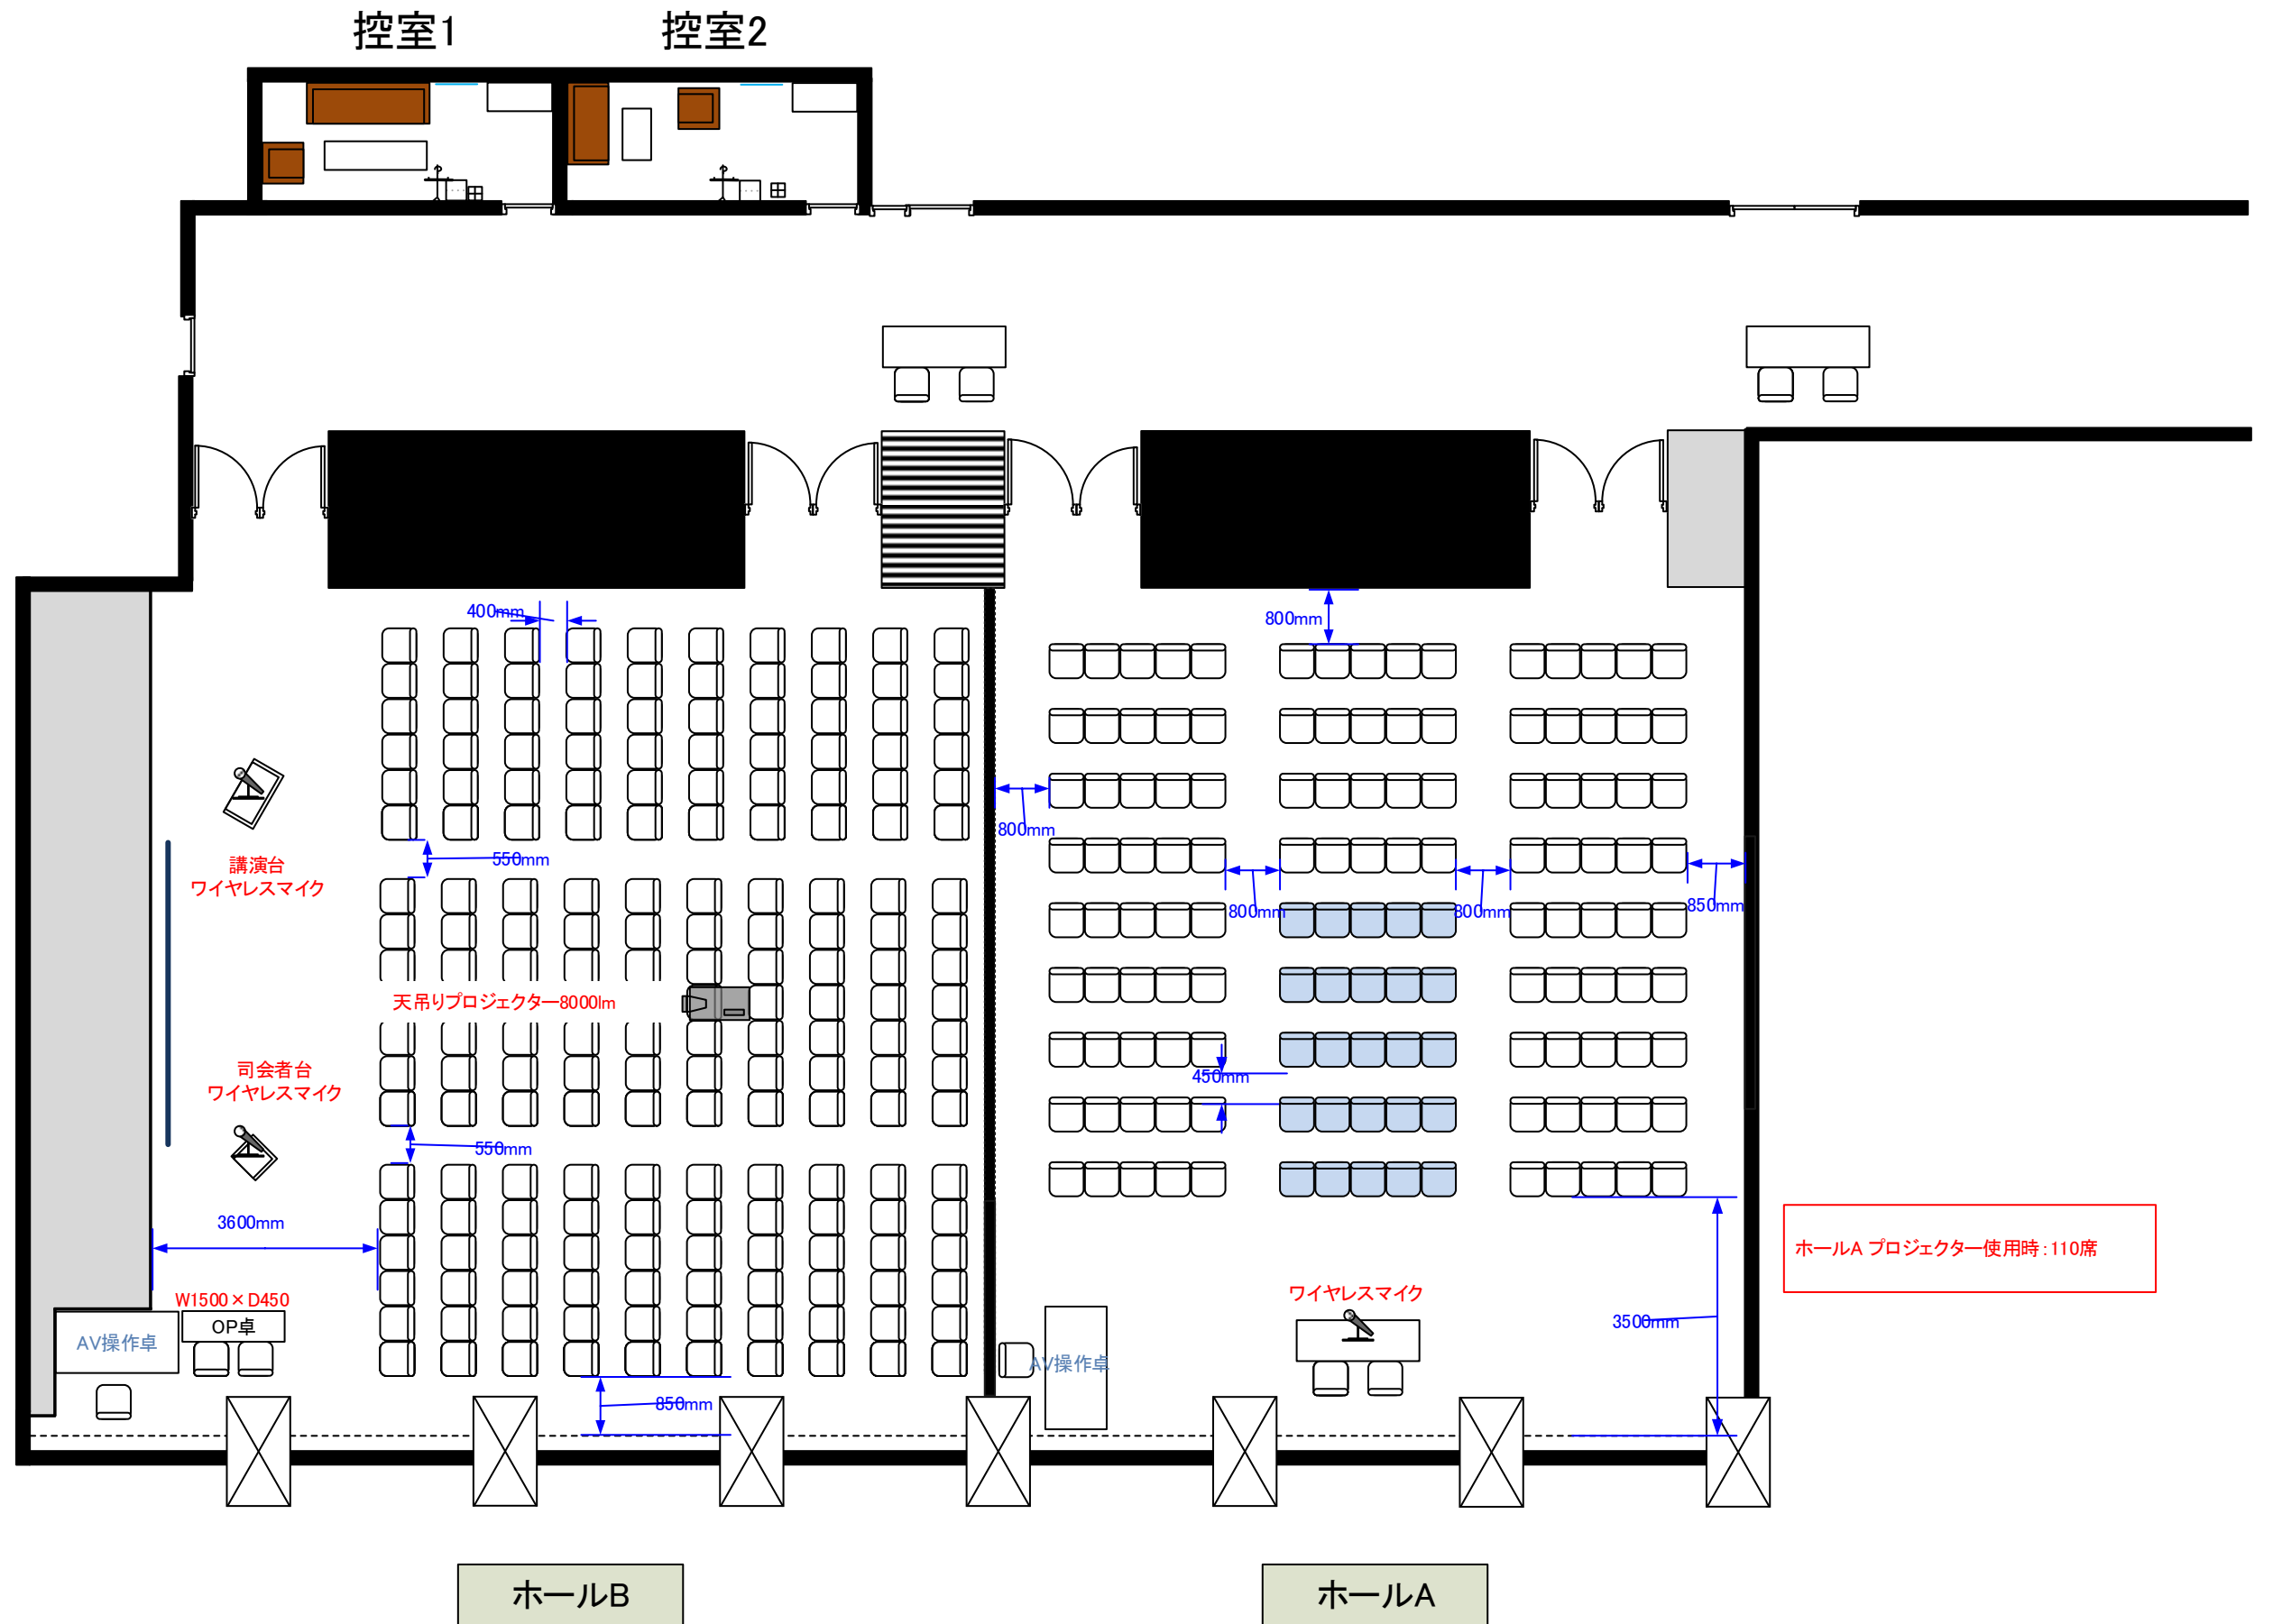 控室1
控室2
400mm
800mm
800mm
講演台
ワイヤレスマイク
550mm
800mm
800mm
850mm
天吊りプロジェクター8000lm
司会者台
ワイヤレスマイク
450mm
550mm
3600mm
ホールA プロジェクター使用時：110席
W1500×D450
OP卓
AV操作卓
ワイヤレスマイク
3500mm
AV操作卓
850mm
ホールB
ホールA